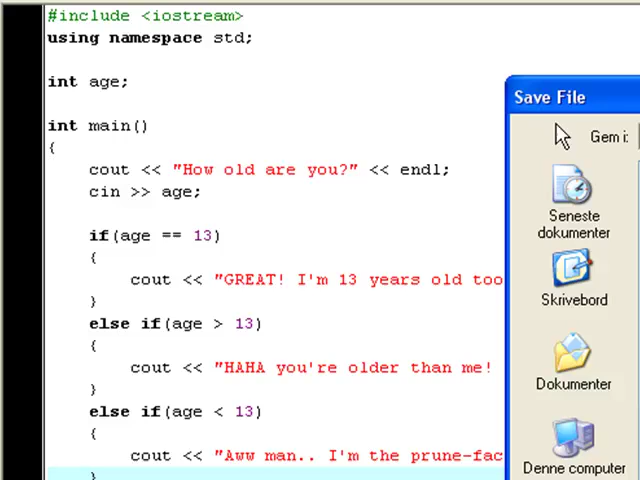 #include <iostream>
using namespace std;
int age;
int main()
{
cout << "How old are you?" << endl;
cin >> age;
if(age == 13)
{
cout << "GREAT! I'm 13 years old too
}
else if(age > 13)
{
cout << "HAHA you're older than me!
}
else if(age < 13)
{
cout << "Aww man.. I'm the prune-fac
}
Save File
Gem i:
Seneste
dokumenter
Skrivebord
Dokumenter
Denne computer